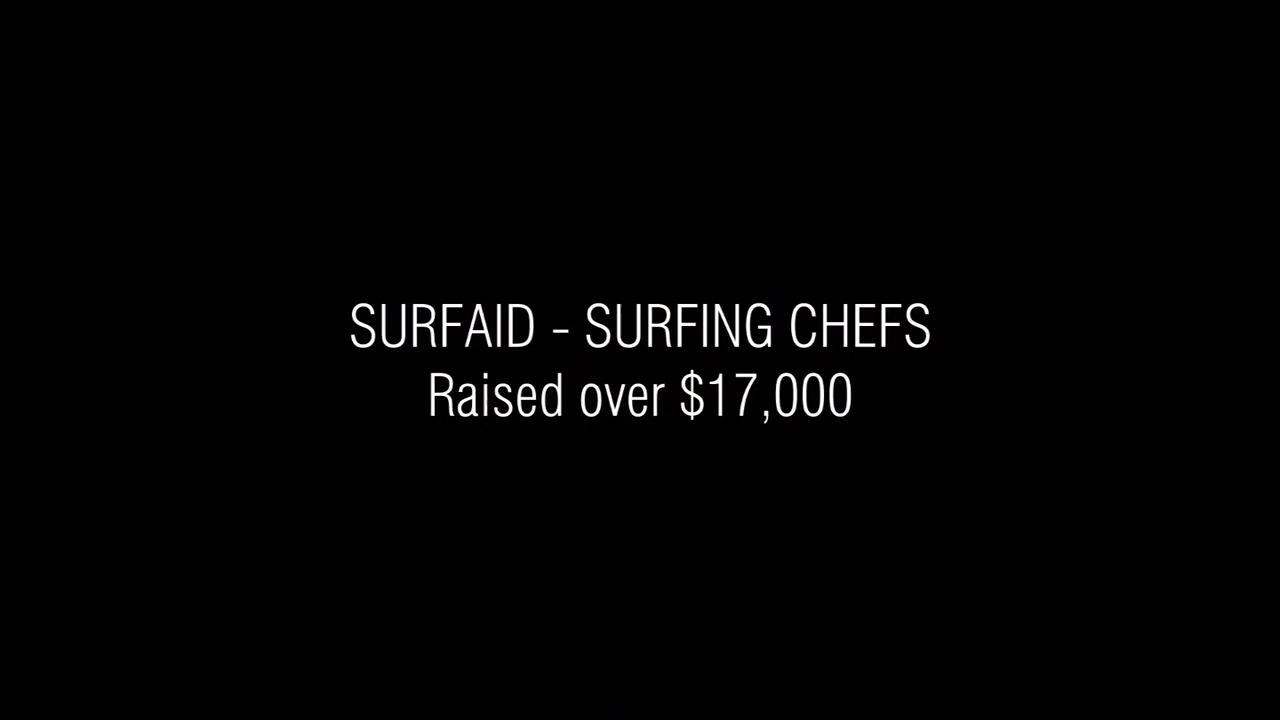 SURFAID - SURFING CHEFS
Raised over $17,000